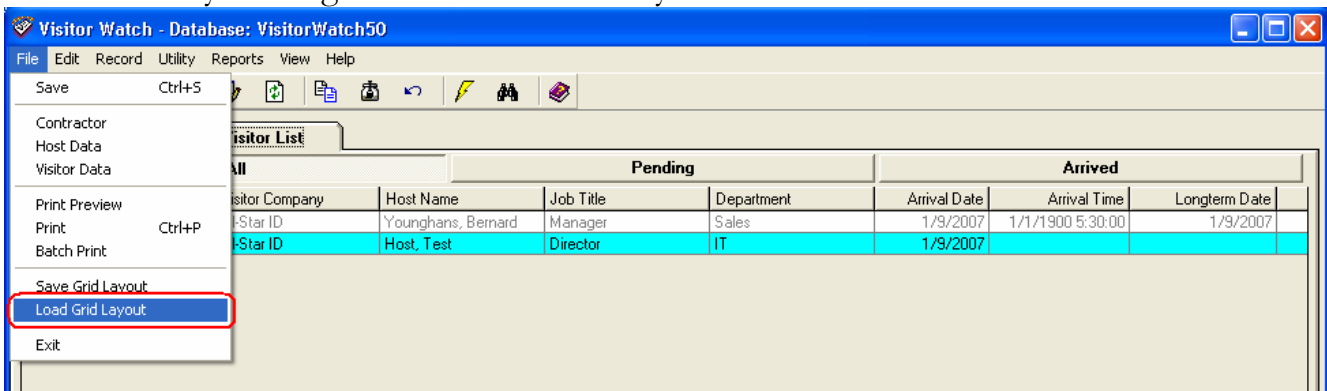 Visitor Watch - Database: VisitorWatch50
File Edit Record Utility Reports View Help
Save Ctrl+S
Contractor
Host Data
Visitor Data
Print Preview
Print Ctrl+P
Batch Print
Save Grid Layout
Load Grid Layout
Exit
isitor List
All Pending Arrived
isitor Company Host Name Job Title Department Arrival Date Arrival Time Longterm Date
l-Star ID Younghans, Bernard Manager Sales 1/9/2007 1/1/1900 5:30:00 1/9/2007
l-Star ID Host, Test Director IT 1/9/2007